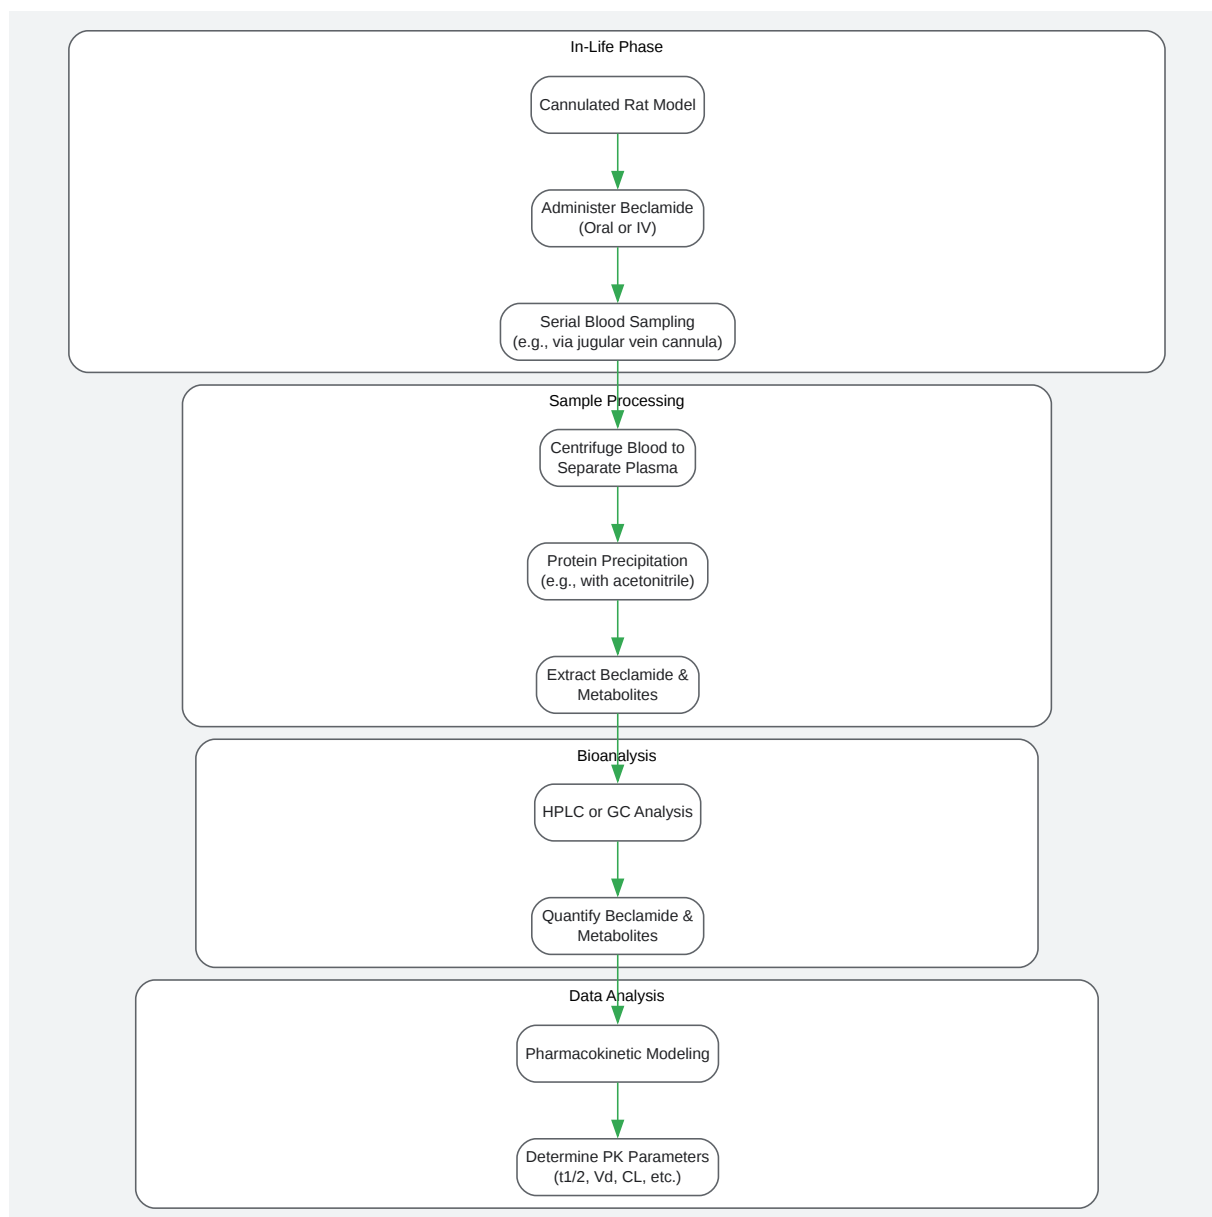 In-Life Phase
Cannulated Rat Model
Administer Beclamide
(Oral or IV)
Serial Blood Sampling
(e.g., via jugular vein cannula)
Sample Processing
Centrifuge Blood to
Separate Plasma
Protein Precipitation
(e.g., with acetonitrile)
Extract Beclamide &
Metabolites
Bioanalysis
HPLC or GC Analysis
Quantify Beclamide &
Metabolites
Data Analysis
Pharmacokinetic Modeling
Determine PK Parameters
(t1/2, Vd, CL, etc.)